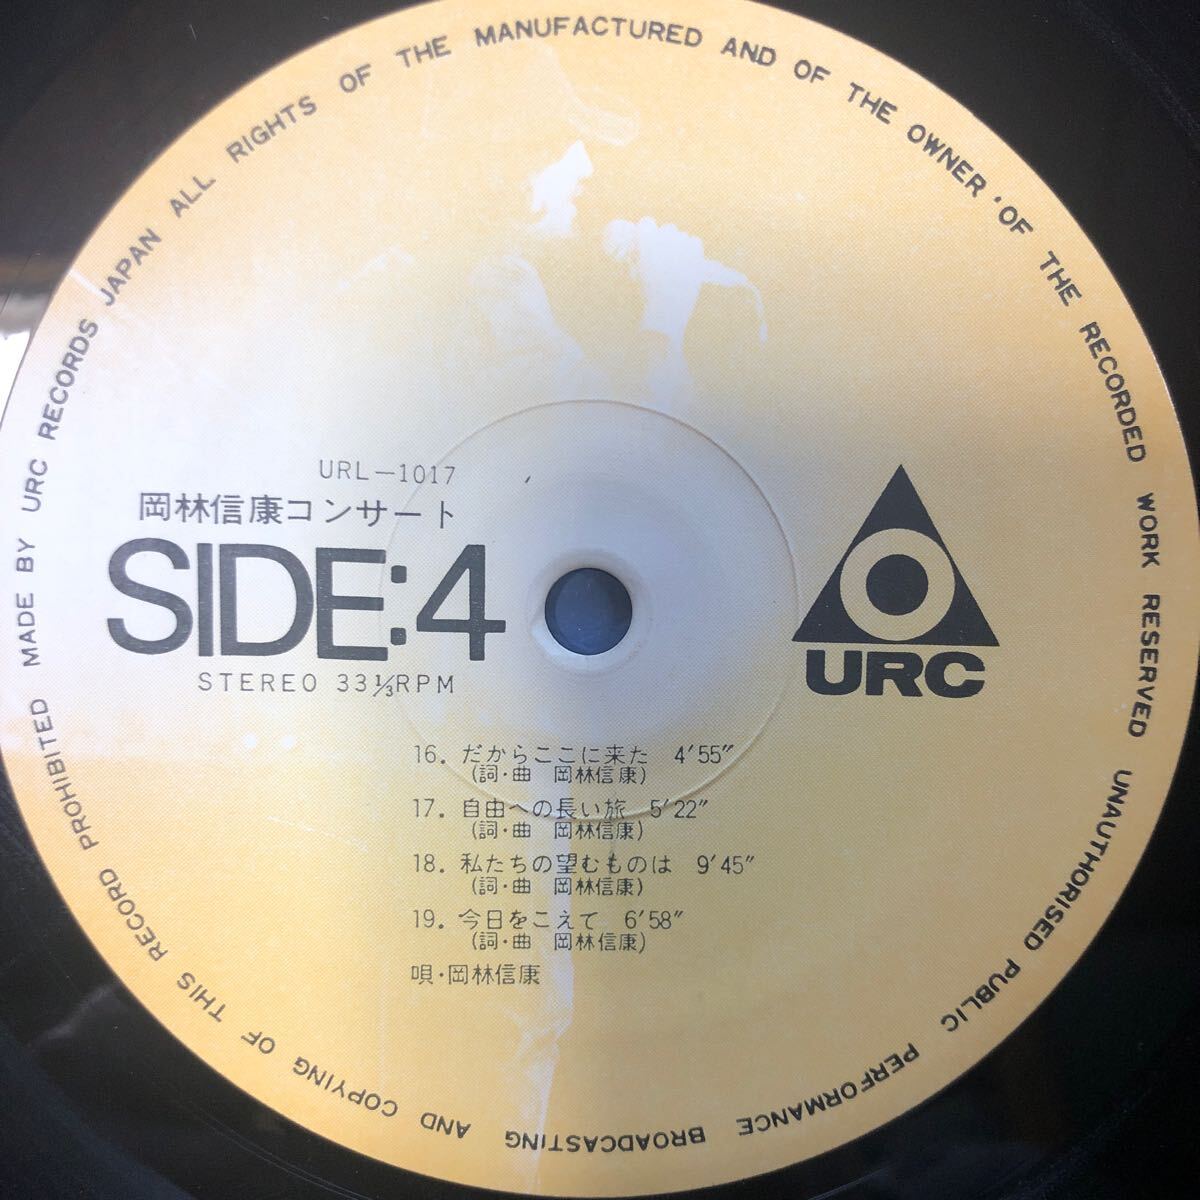 MADE BY URC RECORDS JAPAN ALL RIGHTS OF THE MANUFACTURED AND OF THE OWNER · OF THE RECORDED WORK RESERVED UNAUTHORISED PUBLIC PERFORMANCE BROADCASTING AND COPYING OF THIS RECORD PROHIBITED
URL-1017
岡林信康コンサート
SIDE:4
STEREO 33⅓RPM
URC
16. だからここに来た 4'55"
(詞・曲 岡林信康)
17. 自由への長い旅 5'22"
(詞・曲 岡林信康)
18. 私たちの望むものは 9'45"
(詞・曲 岡林信康)
19. 今日をこえて 6'58"
(詞・曲 岡林信康)
唄・岡林信康